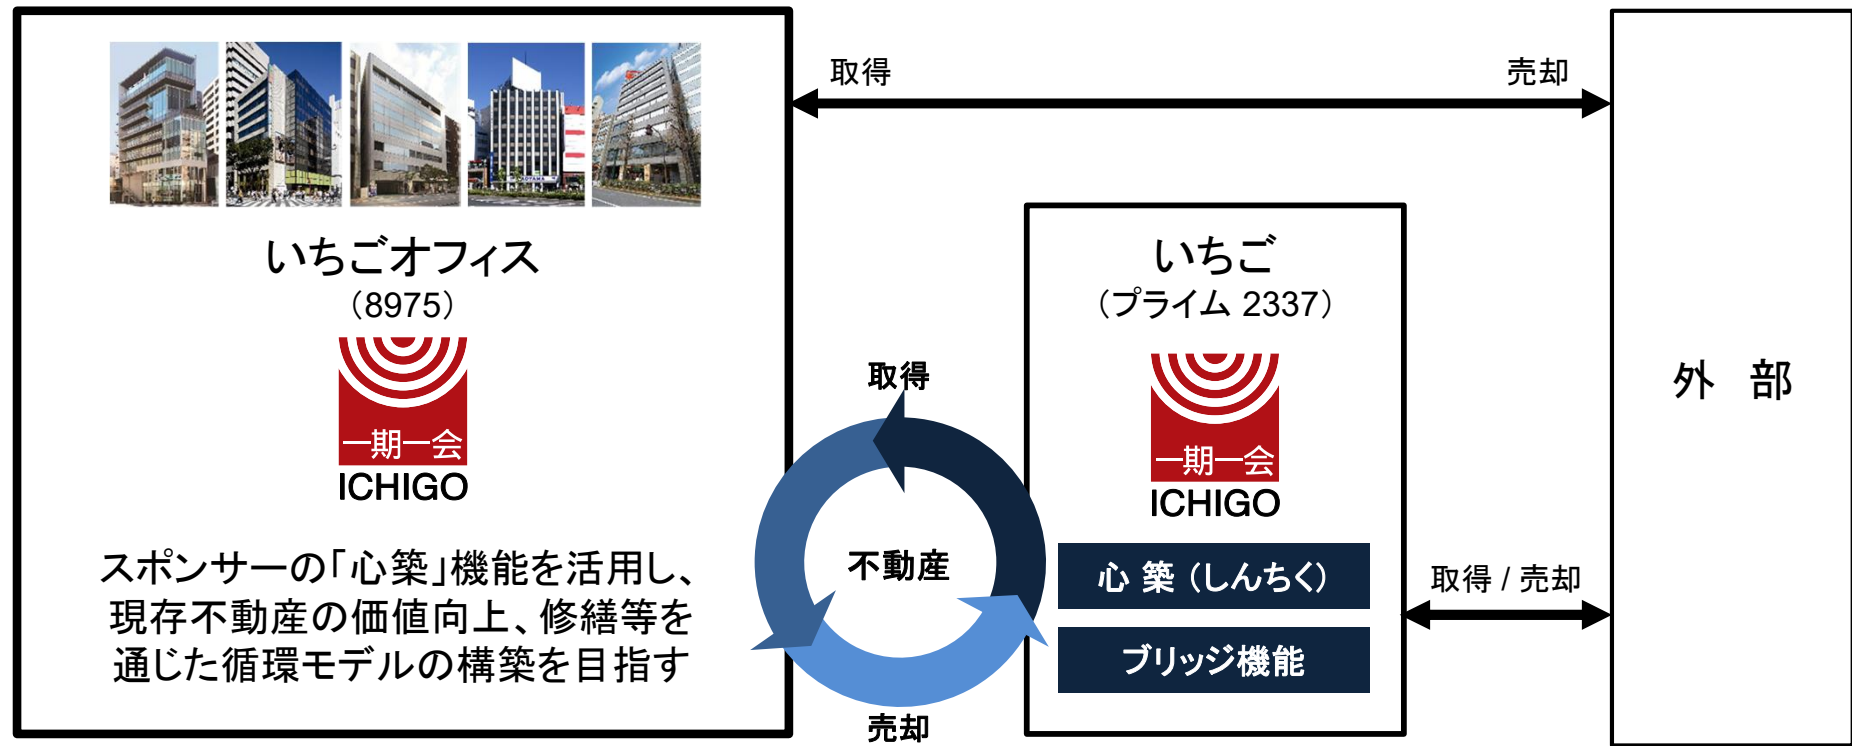 いちごオフィス
（8975）
一期一会
ICHIGO
スポンサーの「心築」機能を活用し、
現存不動産の価値向上、修繕等を
通じた循環モデルの構築を目指す
取得
売却
取得
不動産
売却
いちご
（プライム 2337）
一期一会
ICHIGO
心 築 （しんちく）
ブリッジ機能
取得 / 売却
外 部